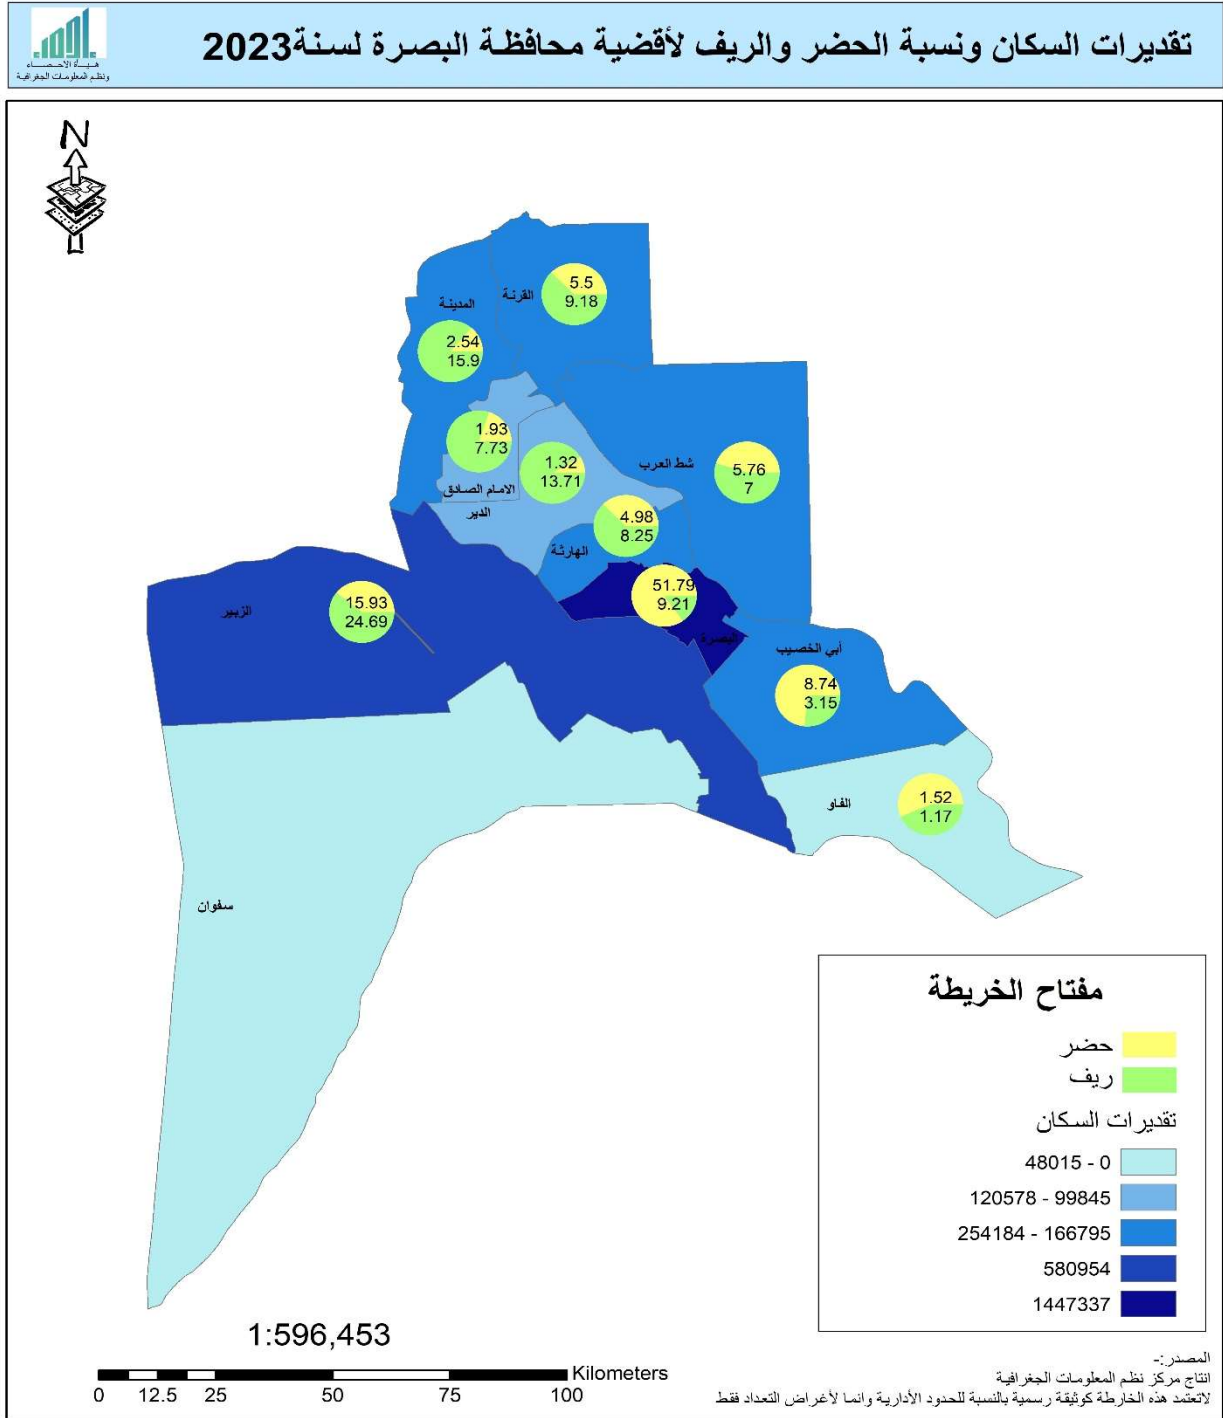 تقديرات السكان ونسبة الحضر والريف لأقضية محافظة البصرة لسنة2023
هيـــأة الاحصـــاء
ونظم المعلومات الجغرافية
N
القرنة
5.5
9.18
المدينة
2.54
15.9
1.93
7.73
الامام الصادق
1.32
13.71
الدير
شط العرب
5.76
7
4.98
8.25
الهارثة
51.79
9.21
البصرة
الزبير
15.93
24.69
أبي الخصيب
8.74
3.15
الفاو
1.52
1.17
سفوان
مفتاح الخريطة
حضر
ريف
تقديرات السكان
48015 - 0
120578 - 99845
254184 - 166795
580954
1447337
1:596,453
Kilometers
0 12.5 25 50 75 100
المصدر:-
انتاج مركز نظم المعلومات الجغرافية
لاتعتمد هذه الخارطة كوثيقة رسمية بالنسبة للحدود الأدارية وانما لأغراض التعداد فقط